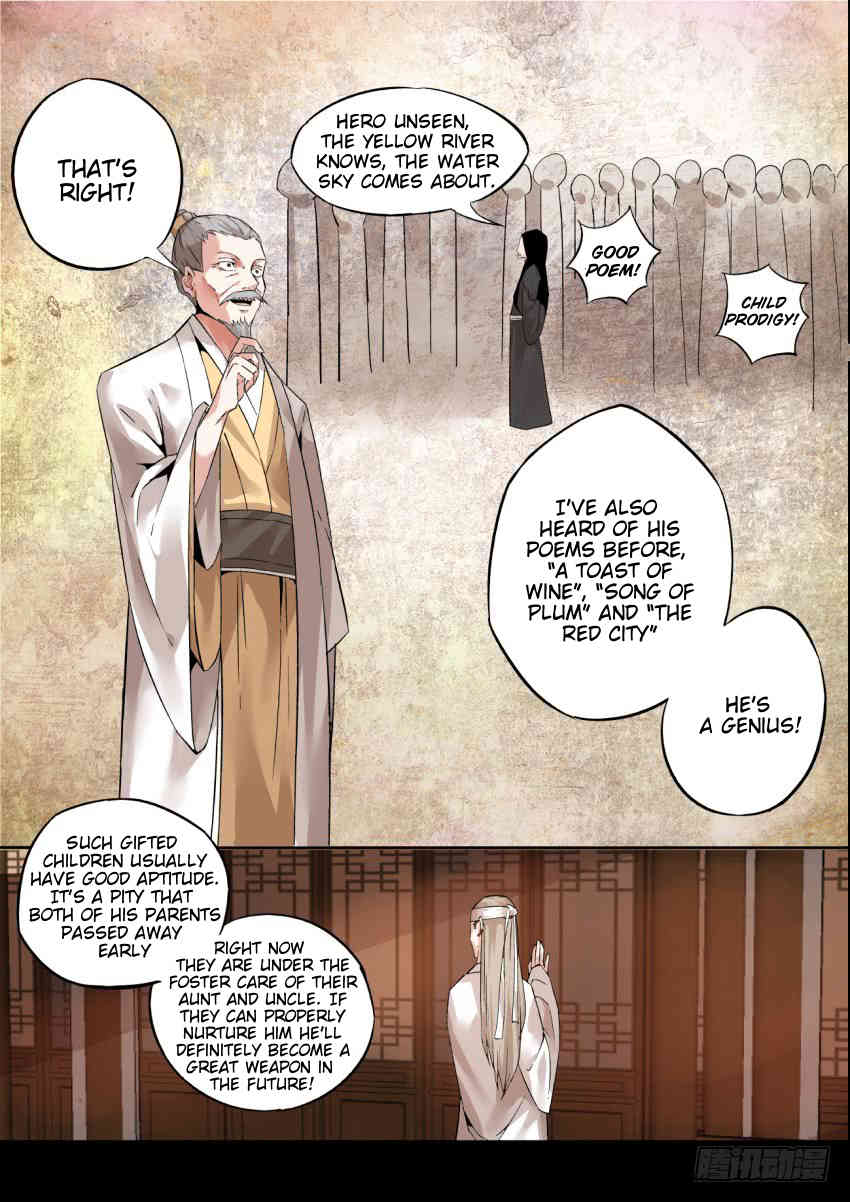 THAT'S
RIGHT!
HERO UNSEEN,
THE YELLOW RIVER
KNOWS, THE WATER
SKY COMES ABOUT.
GOOD
POEM!
CHILD
PRODIGY!
I'VE ALSO
HEARD OF HIS
POEMS BEFORE,
"A TOAST OF
WINE", "SONG OF
PLUM" AND "THE
RED CITY"
HE'S
A GENIUS!
SUCH GIFTED
CHILDREN USUALLY
HAVE GOOD APTITUDE.
IT'S A PITY THAT
BOTH OF HIS PARENTS
PASSED AWAY
EARLY
RIGHT NOW
THEY ARE UNDER THE
FOSTER CARE OF THEIR
AUNT AND UNCLE. IF
THEY CAN PROPERLY
NURTURE HIM HE'LL
DEFINITELY BECOME A
GREAT WEAPON IN
THE FUTURE!
腾讯动漫